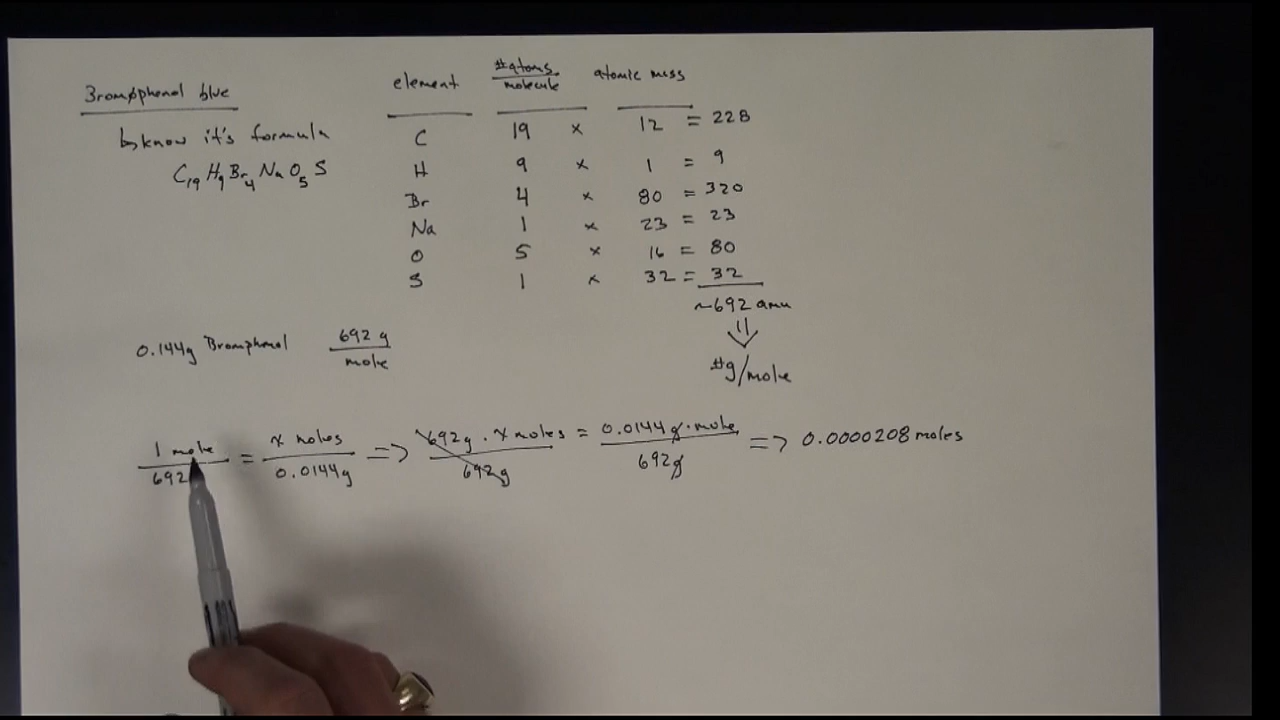 Bromophenol blue
↳know it's formula
C19 H9 Br4 Na O5 S
element #atoms/molecule atomic mass
C 19 x 12 = 228
H 9 x 1 = 9
Br 4 x 80 = 320
Na 1 x 23 = 23
O 5 x 16 = 80
S 1 x 32 = 32
~692 amu
⇓
#g/mole
0.144g Bromphenol 692 g/mole
1 mole/692 = x moles/0.0144g => 692g · x moles/692g = 0.0144g · mole/692g => 0.0000208 moles